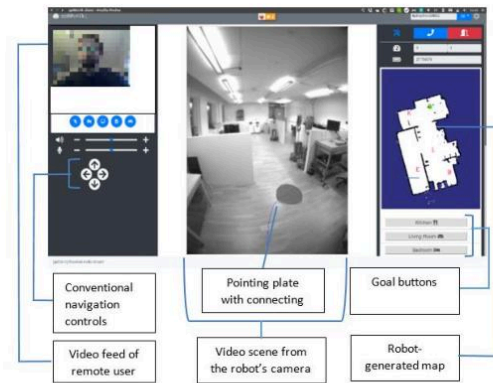 Kitchen
Living Room
Bedroom
Conventional
navigation
controls
Pointing plate
with connecting
Goal buttons
Video feed of
remote user
Video scene from
the robot's camera
Robot-
generated map